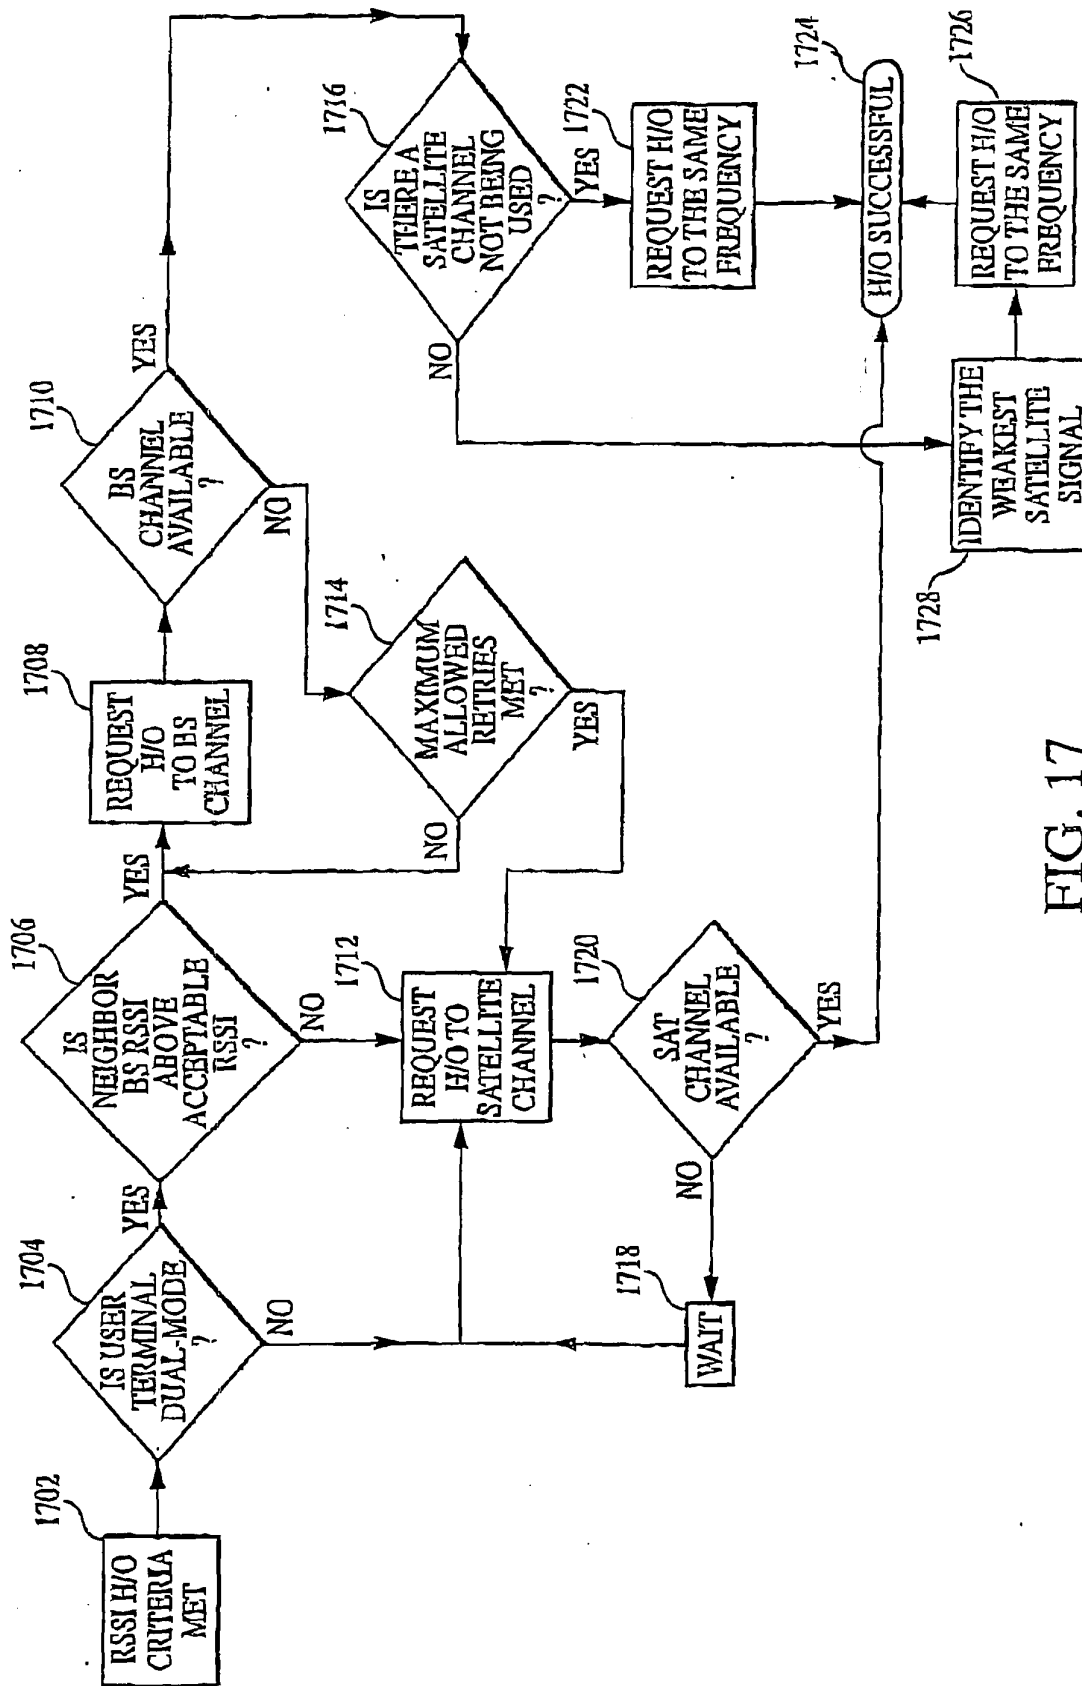 1702
RSSI H/O
CRITERIA
MET
1704
IS USER
TERMINAL
DUAL-MODE
?
YES
NO
1706
IS
NEIGHBOR
BS RSSI
ABOVE
ACCEPTABLE
RSSI
?
YES
NO
1708
REQUEST
H/O
TO BS
CHANNEL
1710
BS
CHANNEL
AVAILABLE
?
YES
NO
1714
MAXIMUM
ALLOWED
RETRIES
MET
?
NO
YES
1712
REQUEST
H/O TO
SATELLITE
CHANNEL
1720
SAT
CHANNEL
AVAILABLE
?
NO
YES
1718
WAIT
1716
IS
THERE A
SATELLITE
CHANNEL
NOT BEING
USED
?
YES
NO
1722
REQUEST H/O
TO THE SAME
FREQUENCY
1724
H/O SUCCESSFUL
1726
REQUEST H/O
TO THE SAME
FREQUENCY
1728
IDENTIFY THE
WEAKEST
SATELLITE
SIGNAL
FIG. 17